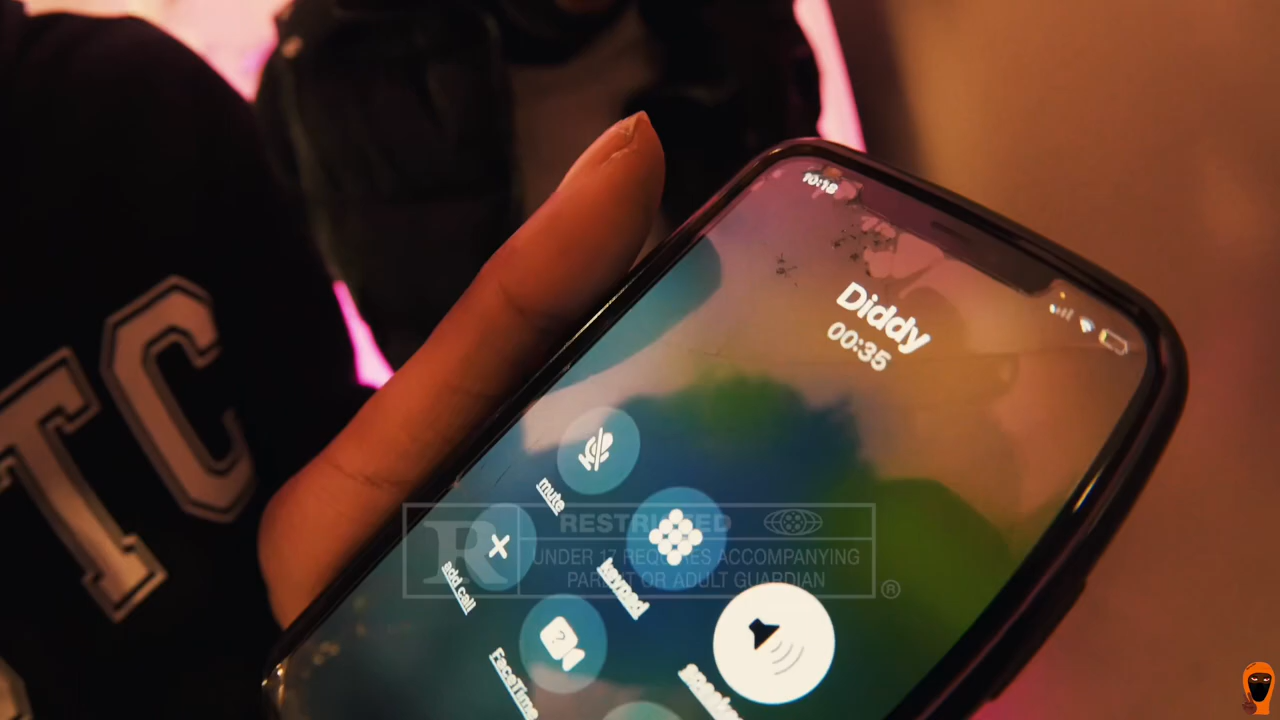 10:18
Diddy
00:35
mute
keypad
speaker
add call
FaceTime
TC
R
RESTRICTED
UNDER 17 REQUIRES ACCOMPANYING
PARENT OR ADULT GUARDIAN
®